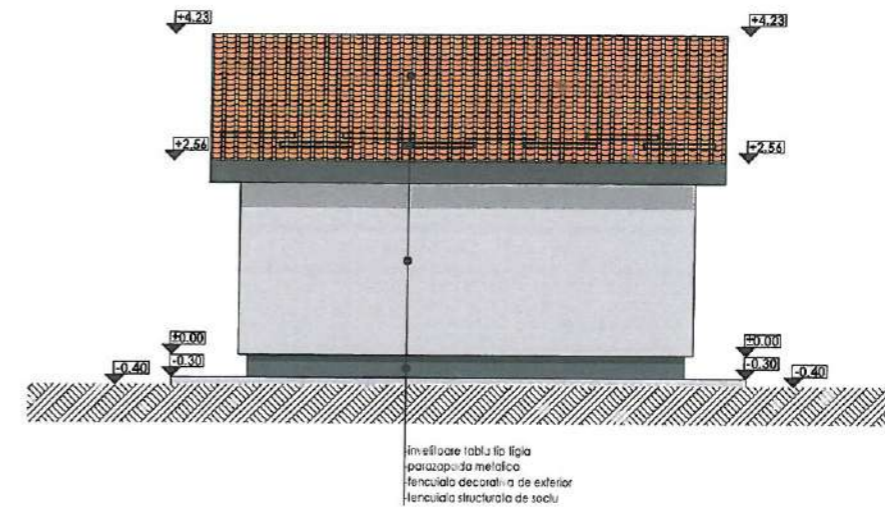 +4.23 +4.23
+2.56 +2.56
±0.00 ±0.00
-0.40 -0.30 -0.30 -0.40
-invelitoare tabla tip tigla
-parazapada metalica
-tencuiala decorativa de exterior
-tencuiala structurala de soclu